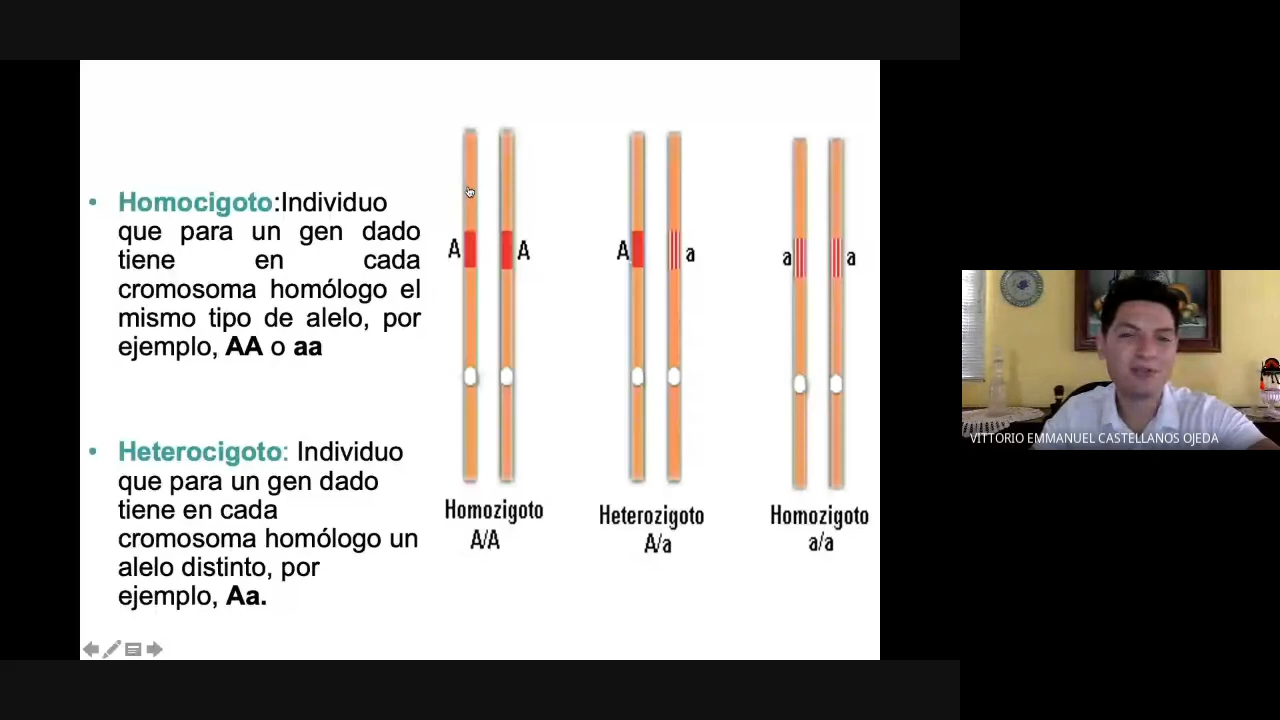 • Homocigoto:Individuo
que para un gen dado
tiene en cada
cromosoma homólogo el
mismo tipo de alelo, por
ejemplo, AA o aa
• Heterocigoto: Individuo
que para un gen dado
tiene en cada
cromosoma homólogo un
alelo distinto, por
ejemplo, Aa.
A A
A a
a a
Homozigoto
A/A
Heterozigoto
A/a
Homozigoto
a/a
VITTORIO EMMANUEL CASTELLANOS OJEDA